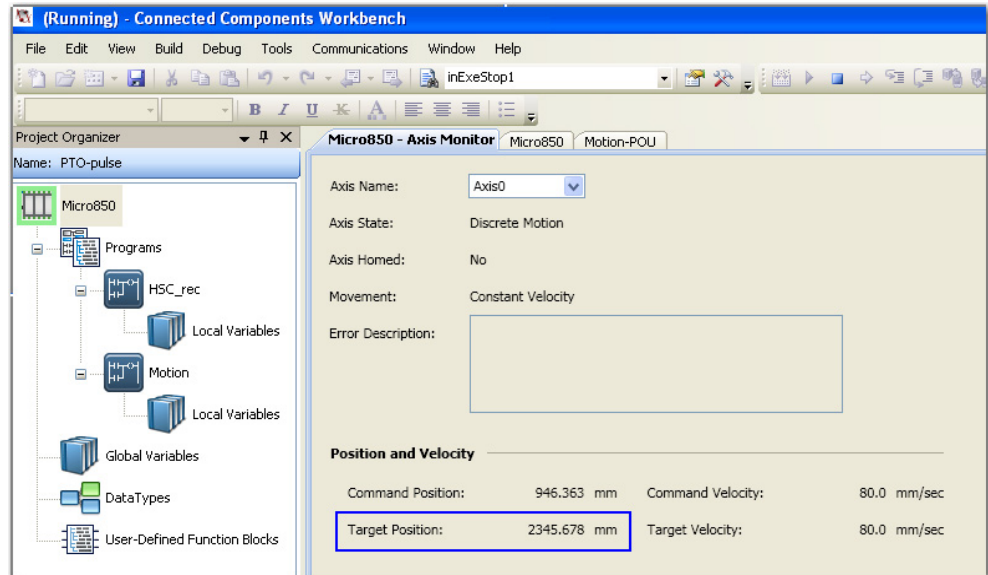 (Running) - Connected Components Workbench
File Edit View Build Debug Tools Communications Window Help
inExeStop1
B I U K A
Project Organizer
Micro850 - Axis Monitor Micro850 Motion-POU
Name: PTO-pulse
Micro850
Programs
HSC_rec
Local Variables
Motion
Local Variables
Global Variables
DataTypes
User-Defined Function Blocks
Axis Name: Axis0
Axis State: Discrete Motion
Axis Homed: No
Movement: Constant Velocity
Error Description:
Position and Velocity
Command Position: 946.363 mm Command Velocity: 80.0 mm/sec
Target Position: 2345.678 mm Target Velocity: 80.0 mm/sec